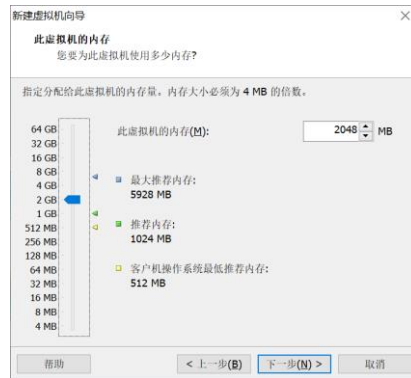 新建虚拟机向导
此虚拟机的内存
您要为此虚拟机使用多少内存?
指定分配给此虚拟机的内存量。内存大小必须为 4 MB 的倍数。
此虚拟机的内存(M):
2048 MB
64 GB
32 GB
16 GB
8 GB
4 GB
2 GB
1 GB
512 MB
256 MB
128 MB
64 MB
32 MB
16 MB
8 MB
4 MB
最大推荐内存:
5928 MB
推荐内存:
1024 MB
客户机操作系统最低推荐内存:
512 MB
帮助
< 上一步(B)
下一步(N) >
取消